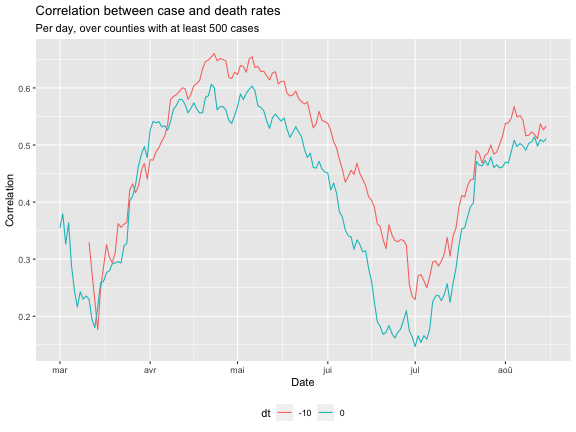 Correlation between case and death rates
Per day, over counties with at least 500 cases
Correlation
0.6
0.5
0.4
0.3
0.2
mar
avr
mai
jui
jul
aoû
Date
dt
-10
0